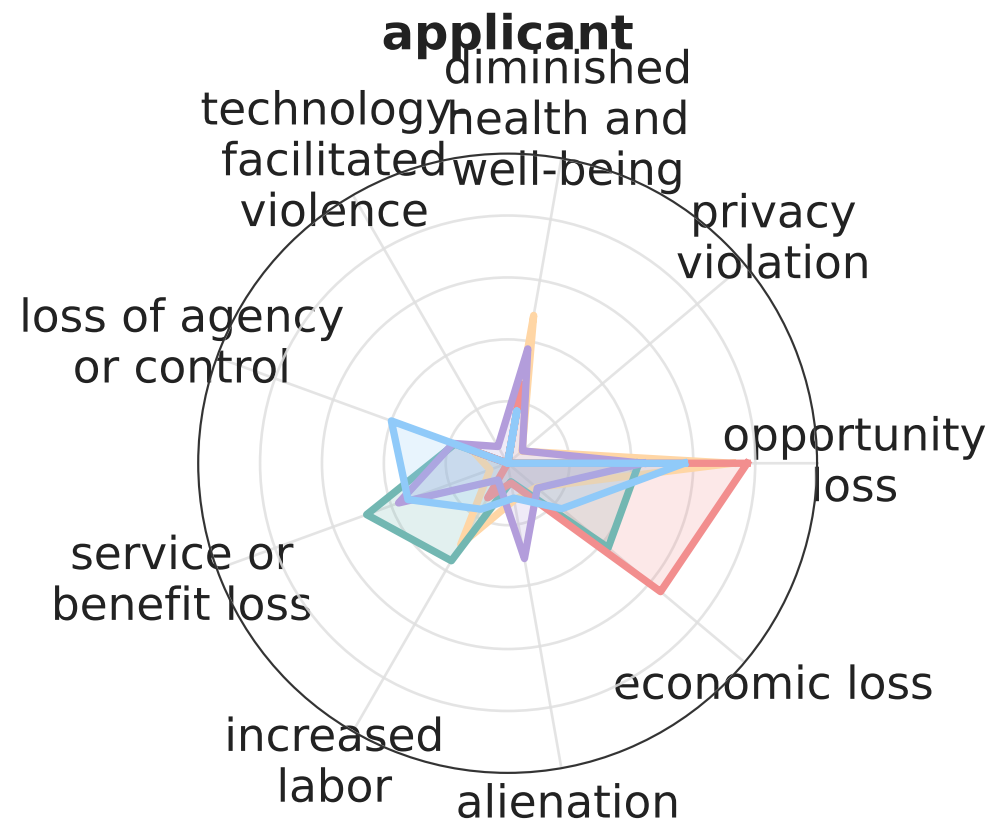 applicant
diminished
health and
well-being
technology-
facilitated
violence
privacy
violation
loss of agency
or control
opportunity
loss
service or
benefit loss
economic loss
increased
labor
alienation